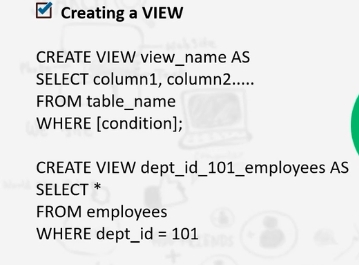 Creating a VIEW
CREATE VIEW view_name AS
SELECT column1, column2.....
FROM table_name
WHERE [condition];
CREATE VIEW dept_id_101_employees AS
SELECT *
FROM employees
WHERE dept_id = 101